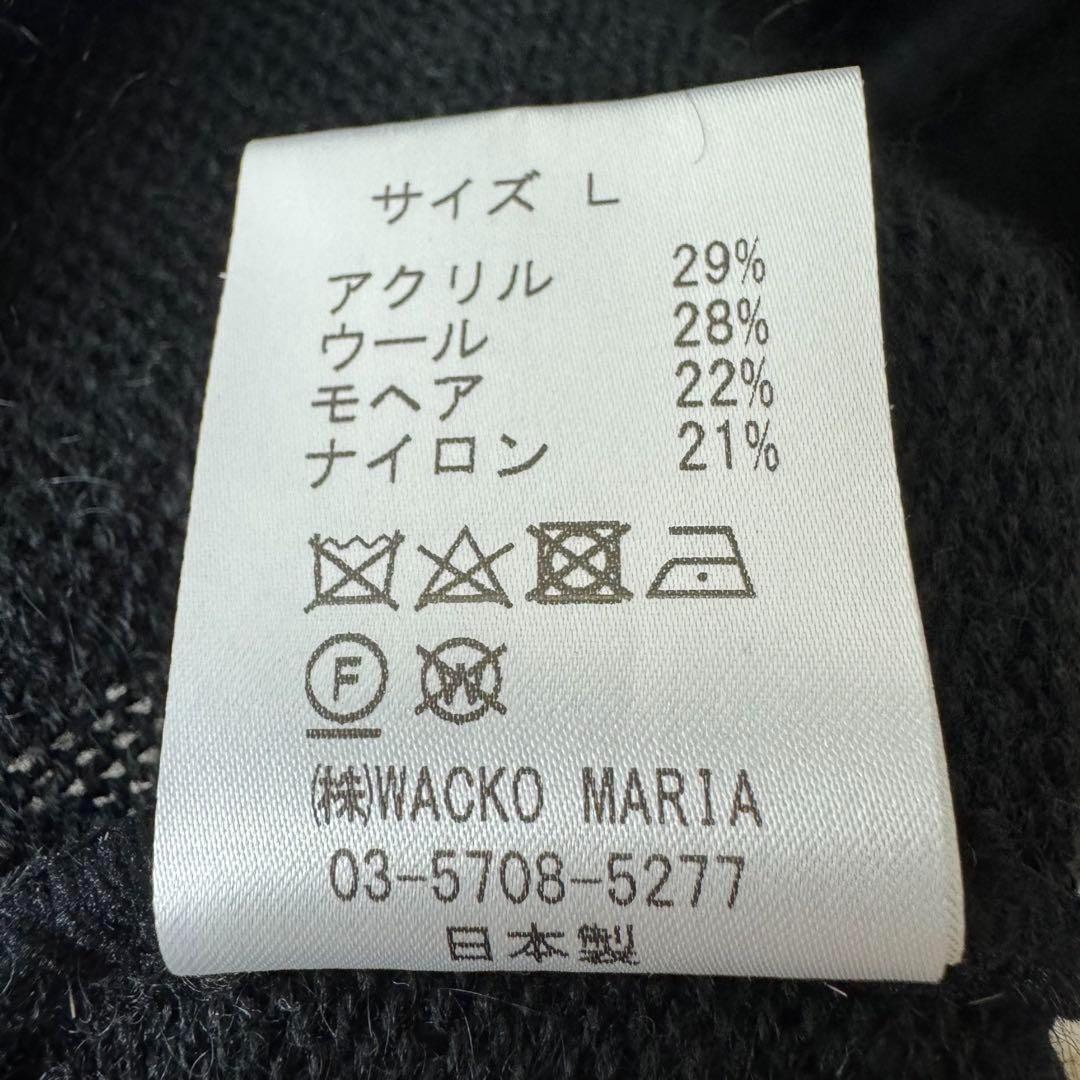 サイズ L
アクリル 29%
ウール 28%
モヘア 22%
ナイロン 21%
F W
㈱WACKO MARIA
03-5708-5277
日本製